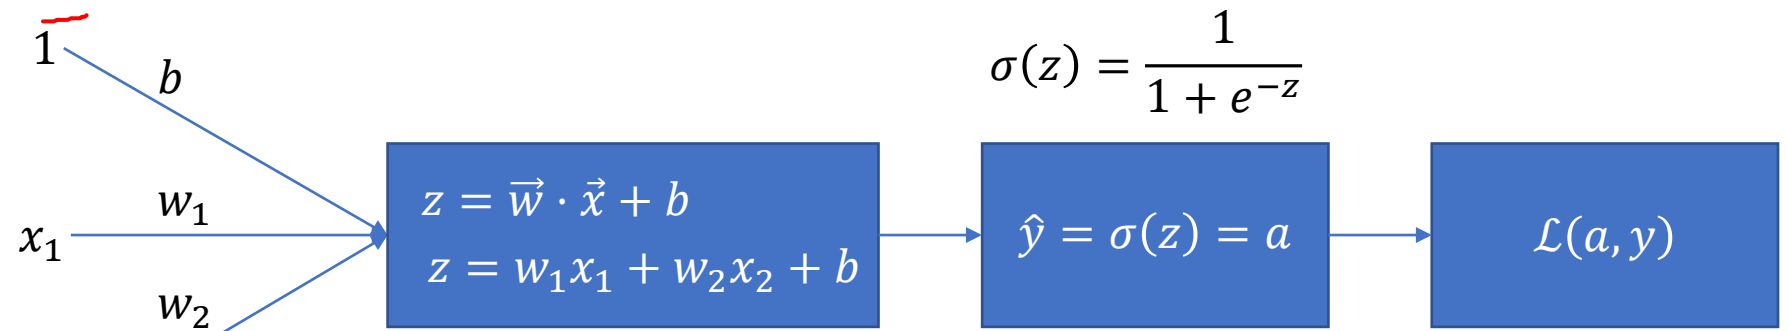 1
b
σ(z) = 1 / (1 + e^{-z})
w₁
x₁
w₂
z = w⃗ · x⃗ + b
z = w₁x₁ + w₂x₂ + b
ŷ = σ(z) = a
ℒ(a, y)